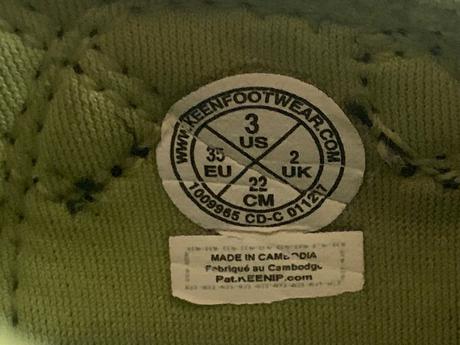 WWW.KEENFOOTWEAR.COM
3
US
35
EU
2
UK
22
CM
1009965 CD-C 011217
MADE IN CAMBODIA
Fabriqué au Cambodge
Pat.KEENIP.com